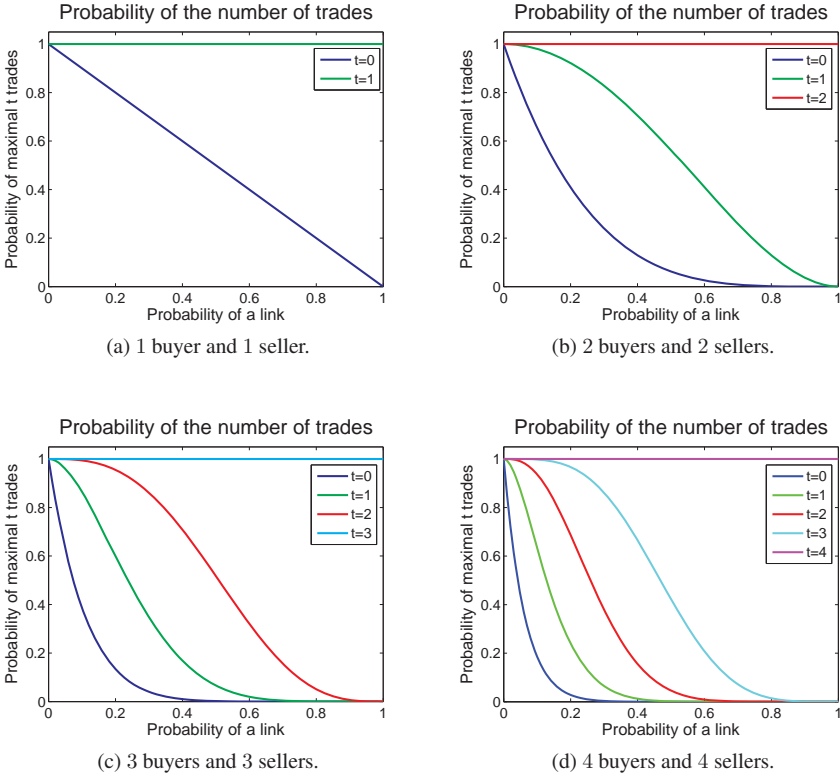 Probability of the number of trades
Probability of maximal t trades
1
0.8
0.6
0.4
0.2
0
0 0.2 0.4 0.6 0.8 1
Probability of a link
t=0
t=1
(a) 1 buyer and 1 seller.
Probability of the number of trades
Probability of maximal t trades
1
0.8
0.6
0.4
0.2
0
0 0.2 0.4 0.6 0.8 1
Probability of a link
t=0
t=1
t=2
(b) 2 buyers and 2 sellers.
Probability of the number of trades
Probability of maximal t trades
1
0.8
0.6
0.4
0.2
0
0 0.2 0.4 0.6 0.8 1
Probability of a link
t=0
t=1
t=2
t=3
(c) 3 buyers and 3 sellers.
Probability of the number of trades
Probability of maximal t trades
1
0.8
0.6
0.4
0.2
0
0 0.2 0.4 0.6 0.8 1
Probability of a link
t=0
t=1
t=2
t=3
t=4
(d) 4 buyers and 4 sellers.